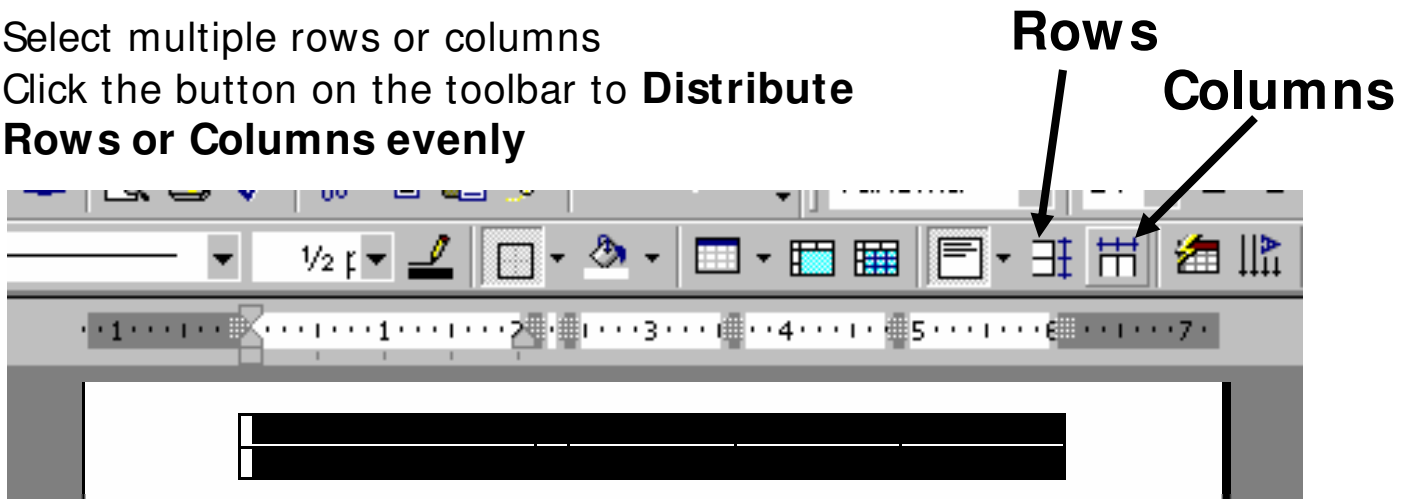 Select multiple rows or columns
Click the button on the toolbar to Distribute
Rows or Columns evenly
Rows
Columns
1/2 p
1 1 2 3 4 5 6 7